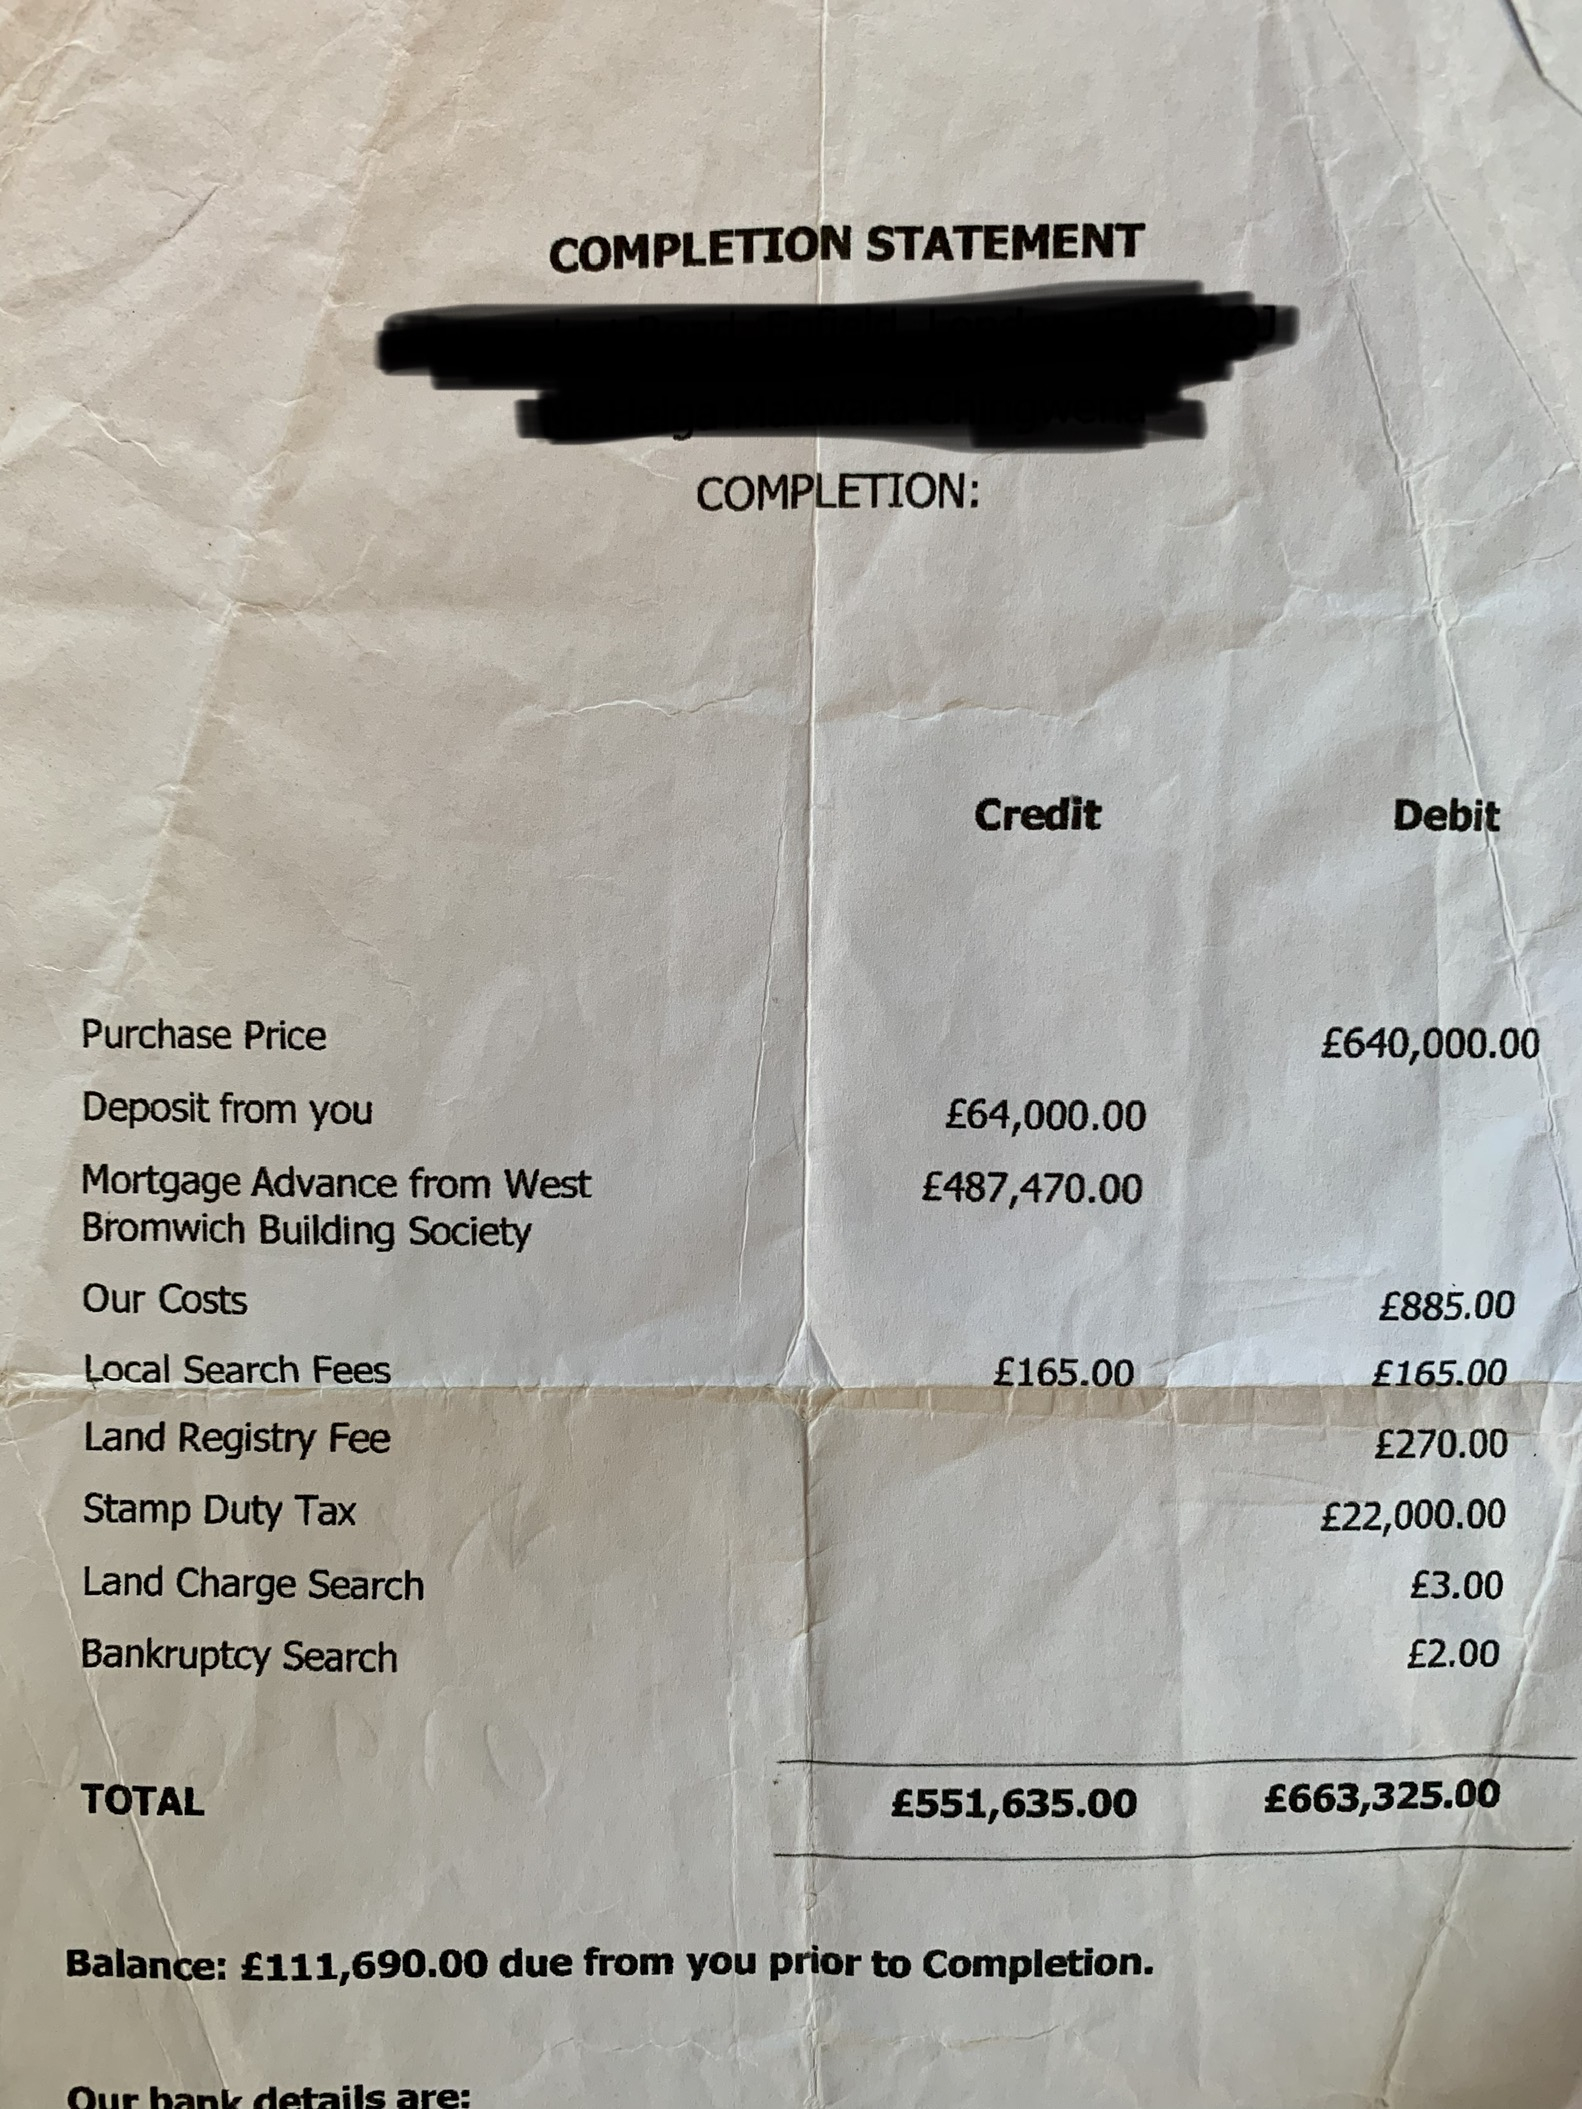 COMPLETION STATEMENT
COMPLETION:
Credit Debit
Purchase Price £640,000.00
Deposit from you £64,000.00
Mortgage Advance from West £487,470.00
Bromwich Building Society
Our Costs £885.00
Local Search Fees £165.00 £165.00
Land Registry Fee £270.00
Stamp Duty Tax £22,000.00
Land Charge Search £3.00
Bankruptcy Search £2.00
TOTAL £551,635.00 £663,325.00
Balance: £111,690.00 due from you prior to Completion.
Our bank details are: